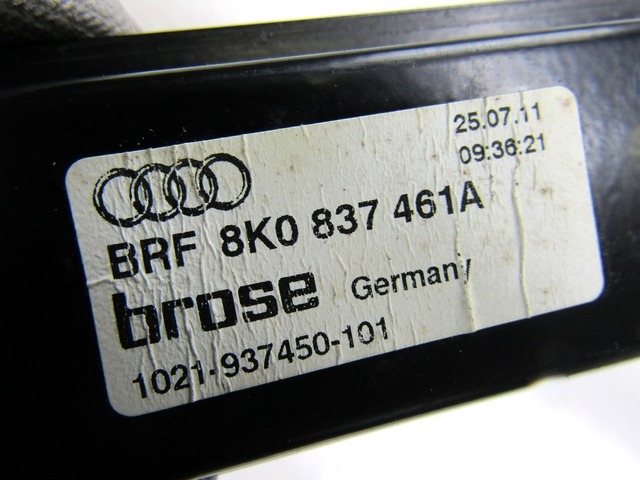 25.07.11
09:36:21
BRF 8K0 837 461A
brose Germany
1021-937450-101